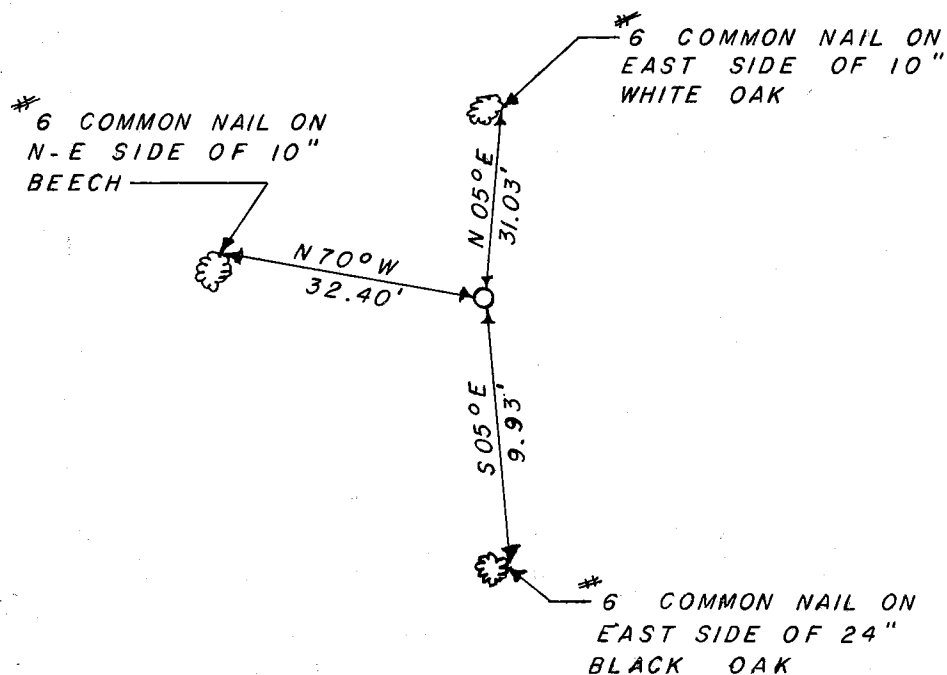 #6 COMMON NAIL ON
EAST SIDE OF 10"
WHITE OAK
#6 COMMON NAIL ON
N-E SIDE OF 10"
BEECH
N 05° E
31.03'
N 70° W
32.40'
S 05° E
9.93'
#6 COMMON NAIL ON
EAST SIDE OF 24"
BLACK OAK